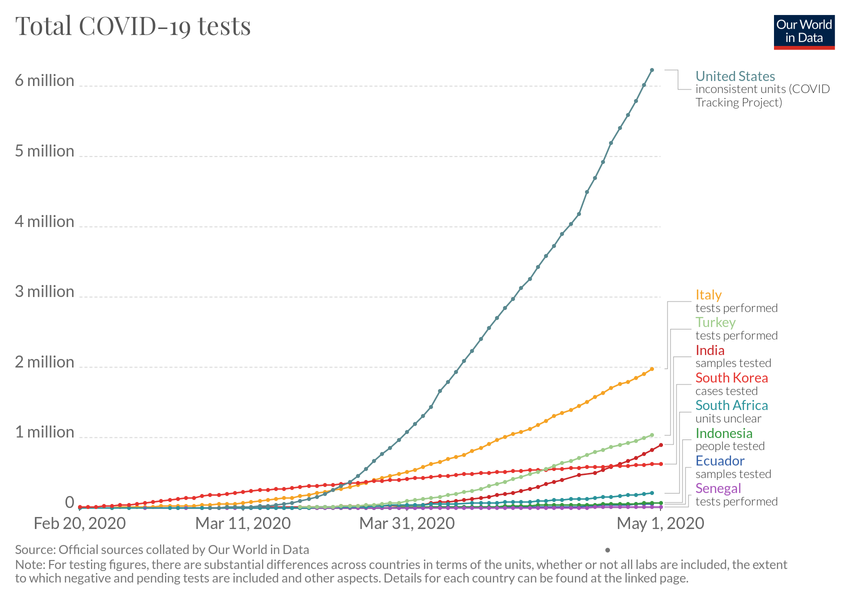 Total COVID-19 tests
Our World
in Data
6 million
5 million
4 million
3 million
2 million
1 million
0
Feb 20, 2020
Mar 11, 2020
Mar 31, 2020
May 1, 2020
United States
inconsistent units (COVID
Tracking Project)
Italy
tests performed
Turkey
tests performed
India
samples tested
South Korea
cases tested
South Africa
units unclear
Indonesia
people tested
Ecuador
samples tested
Senegal
tests performed
Source: Official sources collated by Our World in Data
Note: For testing figures, there are substantial differences across countries in terms of the units, whether or not all labs are included, the extent
to which negative and pending tests are included and other aspects. Details for each country can be found at the linked page.